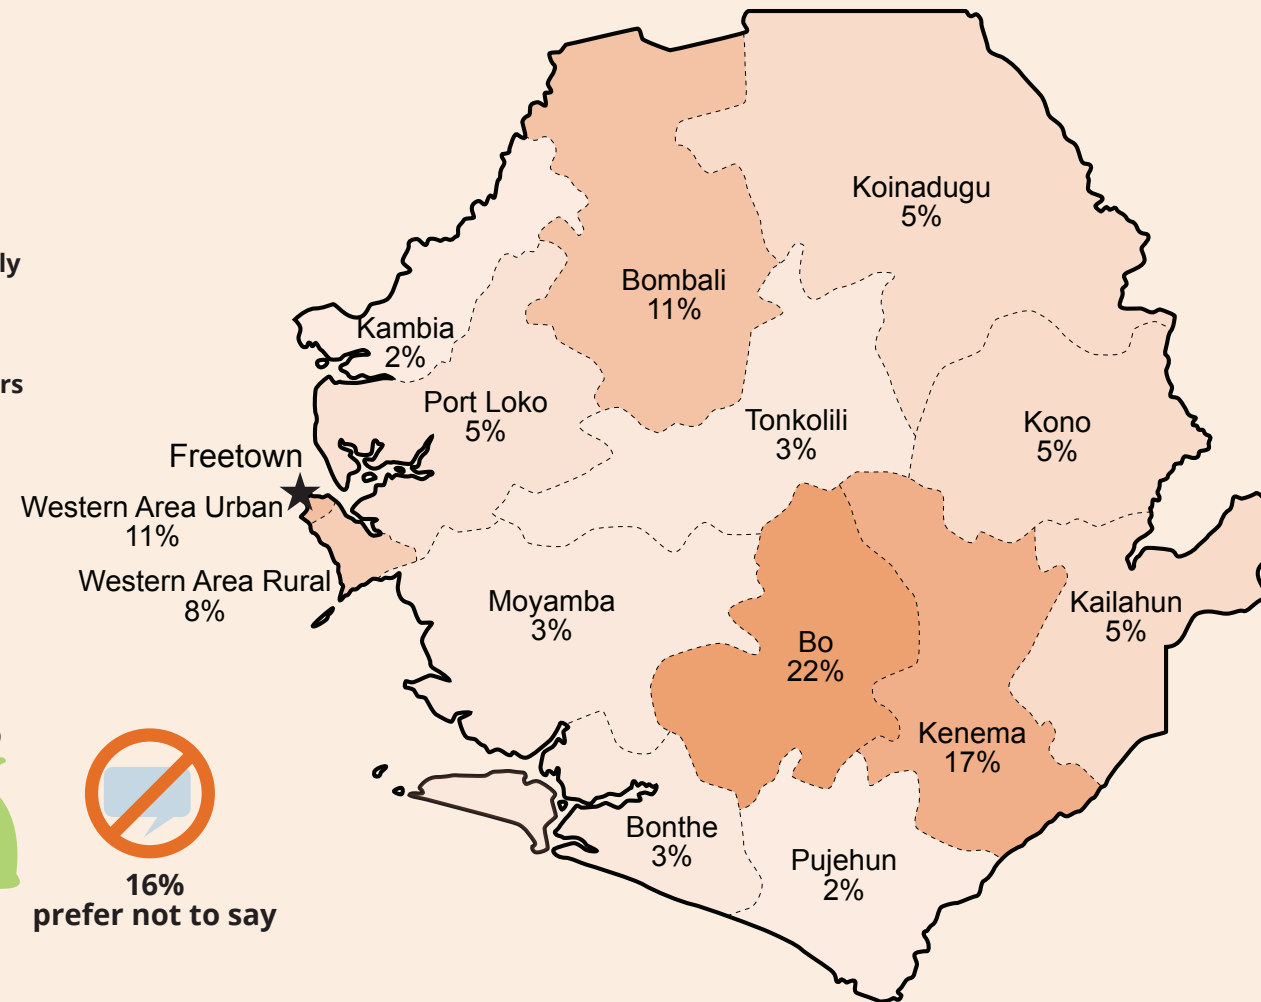 Koinadugu
5%
ly
Bombali
11%
Kambia
2%
rs
Port Loko
5%
Tonkolili
3%
Kono
5%
Freetown
Western Area Urban
11%
Western Area Rural
8%
Moyamba
3%
Kailahun
5%
Bo
22%
Kenema
17%
Bonthe
3%
Pujehun
2%
16%
prefer not to say